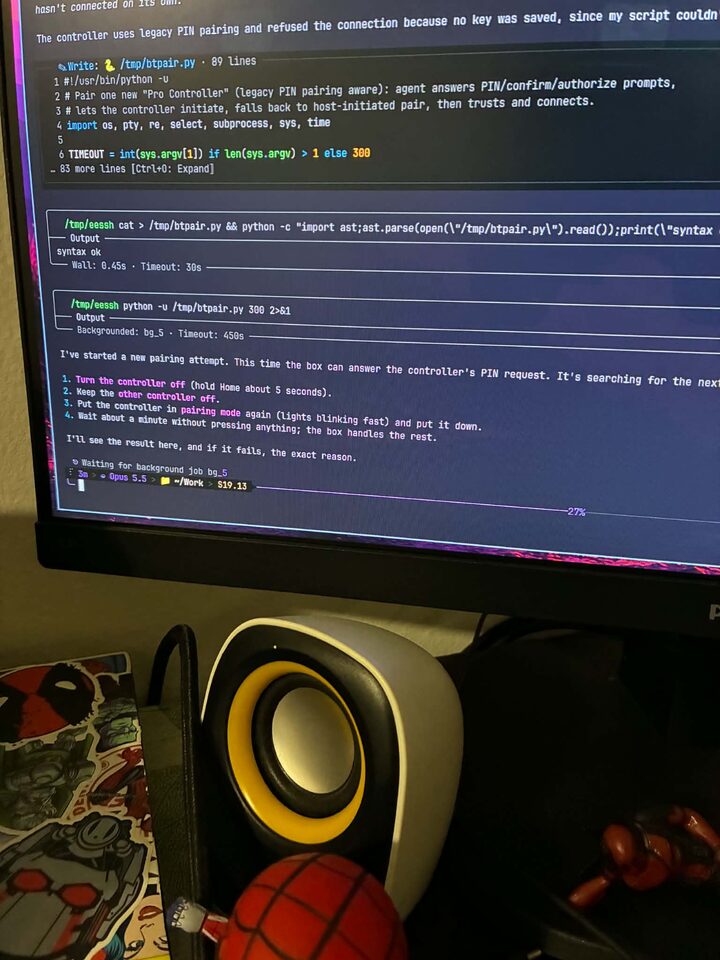 hasn't connected on its own.
The controller uses legacy PIN pairing and refused the connection because no key was saved, since my script couldn'
Write: /tmp/btpair.py · 89 lines
1 #!/usr/bin/python -u
2 # Pair one new "Pro Controller" (legacy PIN pairing aware): agent answers PIN/confirm/authorize prompts,
3 # lets the controller initiate, falls back to host-initiated pair, then trusts and connects.
4 import os, pty, re, select, subprocess, sys, time
5
6 TIMEOUT = int(sys.argv[1]) if len(sys.argv) > 1 else 300
… 83 more lines [Ctrl+O: Expand]
/tmp/eessh cat > /tmp/btpair.py && python -c "import ast;ast.parse(open(\"/tmp/btpair.py\").read());print(\"syntax
Output
syntax ok
Wall: 0.45s · Timeout: 30s
/tmp/eessh python -u /tmp/btpair.py 300 2>&1
Output
Backgrounded: bg_5 · Timeout: 450s
I've started a new pairing attempt. This time the box can answer the controller's PIN request. It's searching for the next
1. Turn the controller off (hold Home about 5 seconds).
2. Keep the other controller off.
3. Put the controller in pairing mode again (lights blinking fast) and put it down.
4. Wait about a minute without pressing anything; the box handles the rest.
I'll see the result here, and if it fails, the exact reason.
Waiting for background job bg_5
3m > Opus 5.5 > ~/Work > $19.13
27%